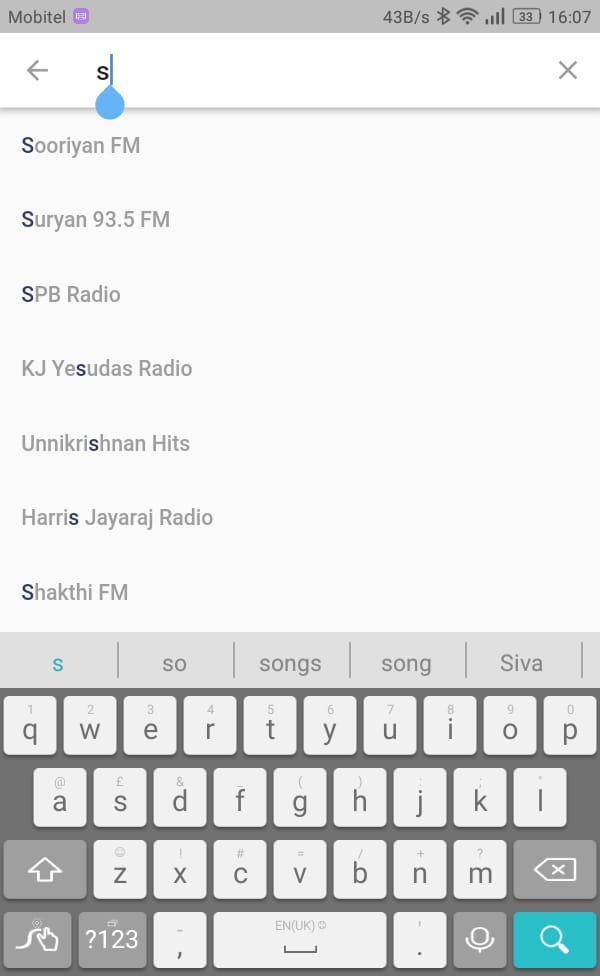 Mobitel 43B/s 33 16:07
s
Sooriyan FM
Suryan 93.5 FM
SPB Radio
KJ Yesudas Radio
Unnikrishnan Hits
Harris Jayaraj Radio
Shakthi FM
s so songs song Siva
1 2 3 4 5 6 7 8 9 0
q w e r t y u i o p
@ £ & _ ( ) : ; "
a s d f g h j k l
! # = / + ?
z x c v b n m
EN(UK)
?123 , .